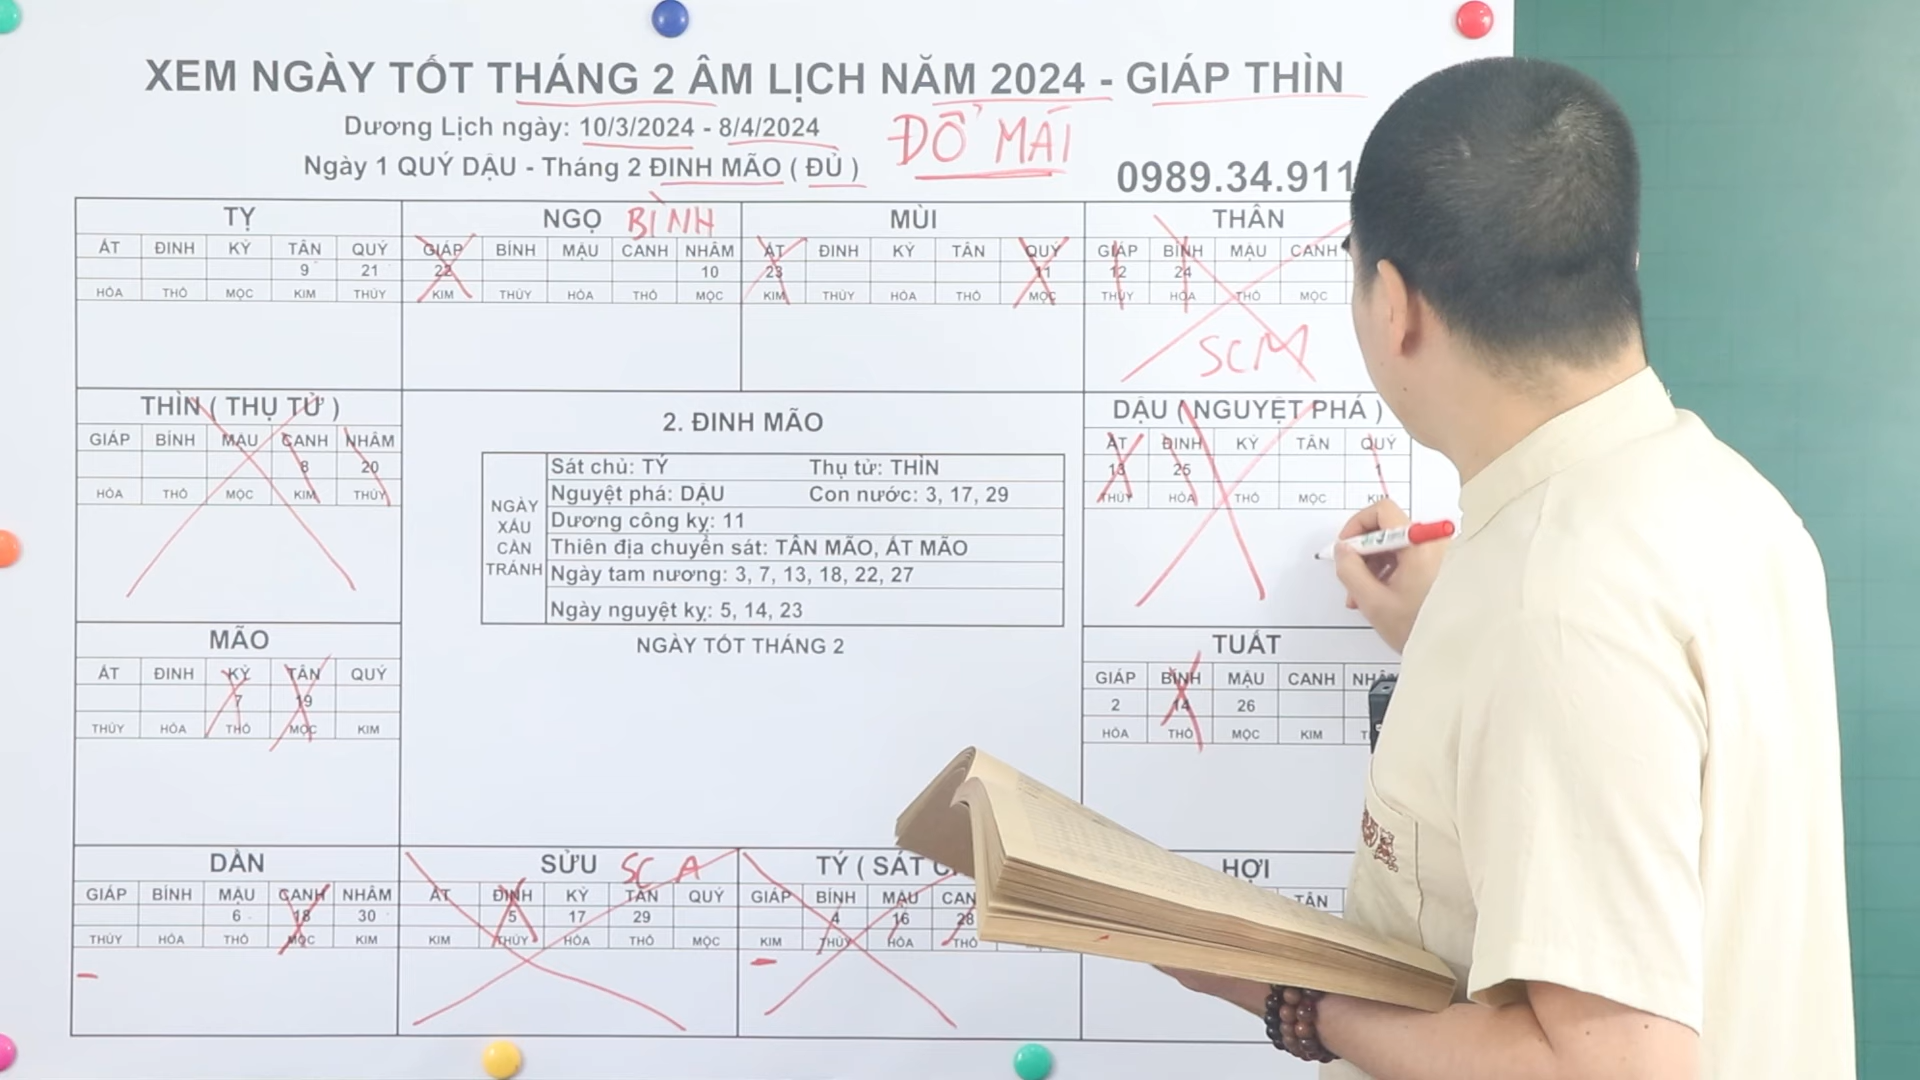 XEM NGÀY TỐT THÁNG 2 ÂM LỊCH NĂM 2024 - GIÁP THÌN
Dương Lịch ngày: 10/3/2024 - 8/4/2024
ĐỔ MÁI
Ngày 1 QUÝ DẬU - Tháng 2 ĐINH MÃO ( ĐỦ )
0989.34.911
TỴ
ẤT ĐINH KỶ TÂN QUÝ
9 21
HỎA THỔ MỘC KIM THỦY
NGỌ BÌNH
GIÁP BÍNH MẬU CANH NHÂM
22 10
KIM THỦY HỎA THỔ MỘC
MÙI
ẤT ĐINH KỶ TÂN QUÝ
23 11
KIM THỦY HỎA THỔ MỘC
THÂN
GIÁP BÍNH MẬU CANH
12 24
THỦY HỎA THỔ MỘC
SCM
THÌN ( THỤ TỬ )
GIÁP BÍNH MẬU CANH NHÂM
8 20
HỎA THỔ MỘC KIM THỦY
2. ĐINH MÃO
NGÀY XẤU CẦN TRÁNH
Sát chủ: TÝ Thụ tử: THÌN
Nguyệt phá: DẬU Con nước: 3, 17, 29
Dương công kỵ: 11
Thiên địa chuyển sát: TÂN MÃO, ẤT MÃO
Ngày tam nương: 3, 7, 13, 18, 22, 27
Ngày nguyệt kỵ: 5, 14, 23
NGÀY TỐT THÁNG 2
DẬU ( NGUYỆT PHÁ )
ẤT ĐINH KỶ TÂN QUÝ
13 25 1
THỦY HỎA THỔ MỘC KIM
MÃO
ẤT ĐINH KỶ TÂN QUÝ
7 19
THỦY HỎA THỔ MỘC KIM
TUẤT
GIÁP BÍNH MẬU CANH NHÂM
2 14 26
HỎA THỔ MỘC KIM
DẦN
GIÁP BÍNH MẬU CANH NHÂM
6 18 30
THỦY HỎA THỔ MỘC KIM
SỬU SCA
ẤT ĐINH KỶ TÂN QUÝ
5 17 29
KIM THỦY HỎA THỔ MỘC
TÝ ( SÁT
GIÁP BÍNH MẬU CAN
4 16 28
KIM THỦY HỎA THỔ
HỢI
TÂN